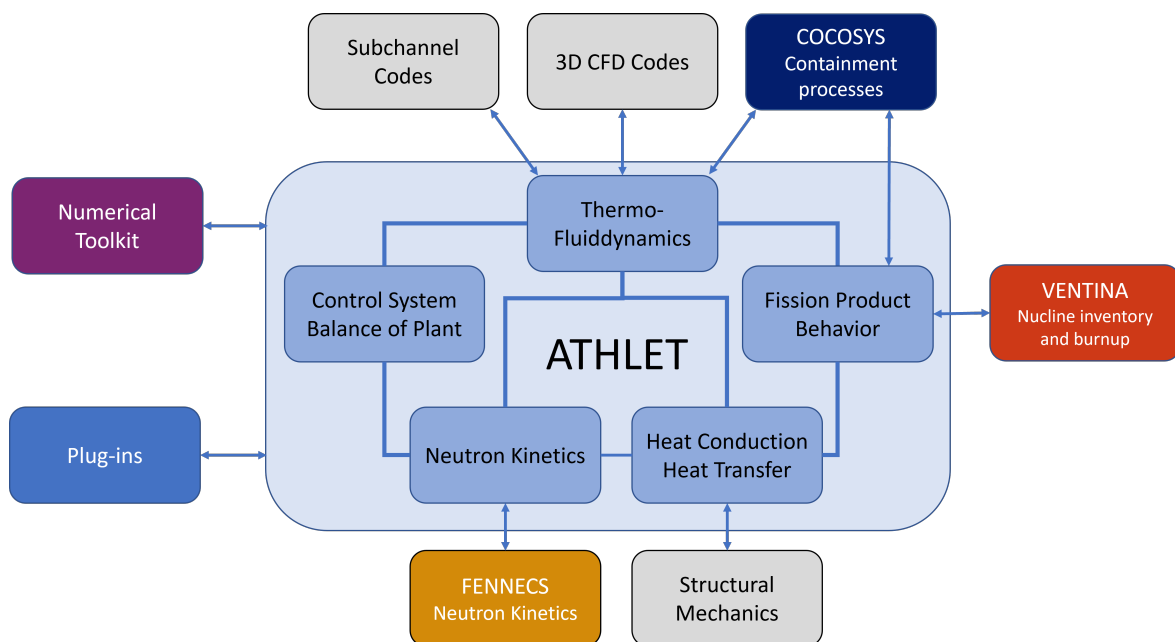 Subchannel
Codes
3D CFD Codes
COCOSYS
Containment
processes
Numerical
Toolkit
Thermo-
Fluiddynamics
Control System
Balance of Plant
Fission Product
Behavior
VENTINA
Nucline inventory
and burnup
ATHLET
Plug-ins
Neutron Kinetics
Heat Conduction
Heat Transfer
FENNECS
Neutron Kinetics
Structural
Mechanics